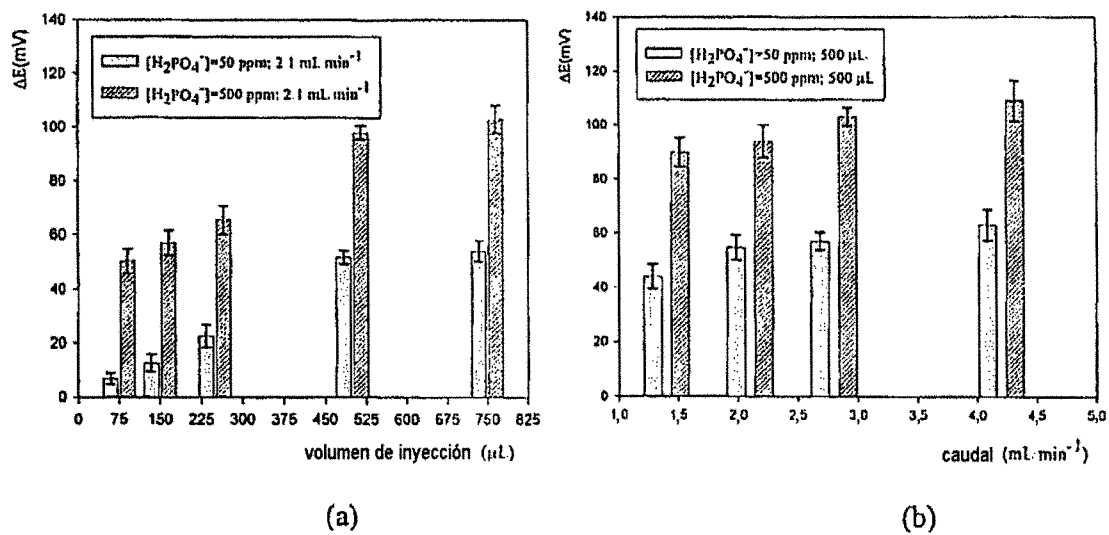 ΔE(mV)
140
120
100
80
60
40
20
0
[H₂PO₄⁻]=50 ppm; 2.1 mL min⁻¹
[H₂PO₄⁻]=500 ppm; 2.1 mL min⁻¹
0 75 150 225 300 375 450 525 600 675 750 825
volumen de inyección (µL)
(a)
ΔE(mV)
140
120
100
80
60
40
20
0
[H₂PO₄⁻]=50 ppm; 500 µL
[H₂PO₄⁻]=500 ppm; 500 µL
1,0 1,5 2,0 2,5 3,0 3,5 4,0 4,5 5,0
caudal (mL·min⁻¹)
(b)